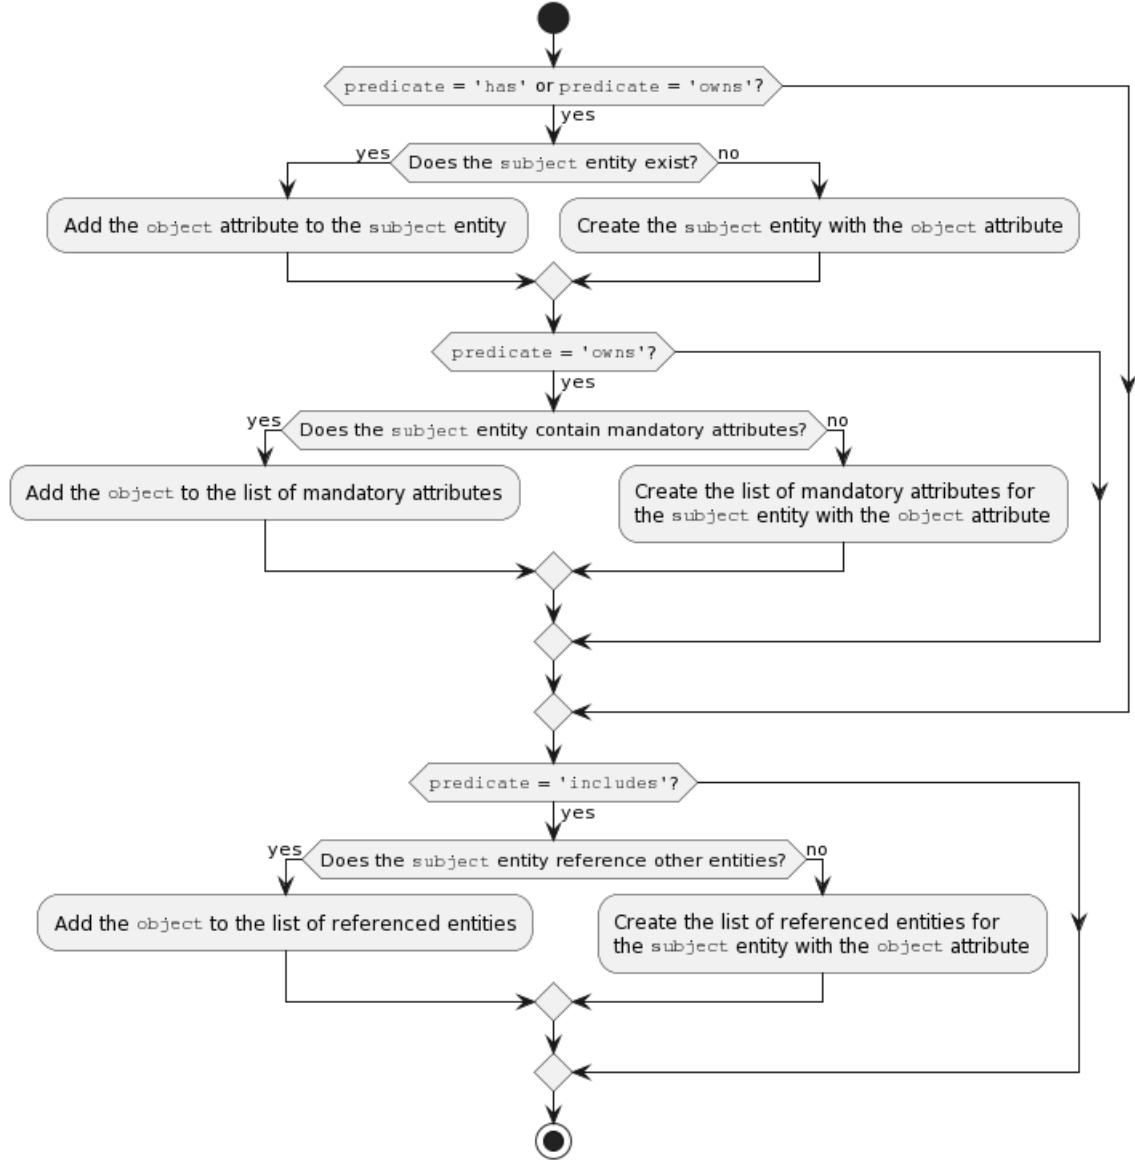 predicate = 'has' or predicate = 'owns'?
yes
yes
Does the subject entity exist?
no
Add the object attribute to the subject entity
Create the subject entity with the object attribute
predicate = 'owns'?
yes
yes
Does the subject entity contain mandatory attributes?
no
Add the object to the list of mandatory attributes
Create the list of mandatory attributes for
the subject entity with the object attribute
predicate = 'includes'?
yes
yes
Does the subject entity reference other entities?
no
Add the object to the list of referenced entities
Create the list of referenced entities for
the subject entity with the object attribute